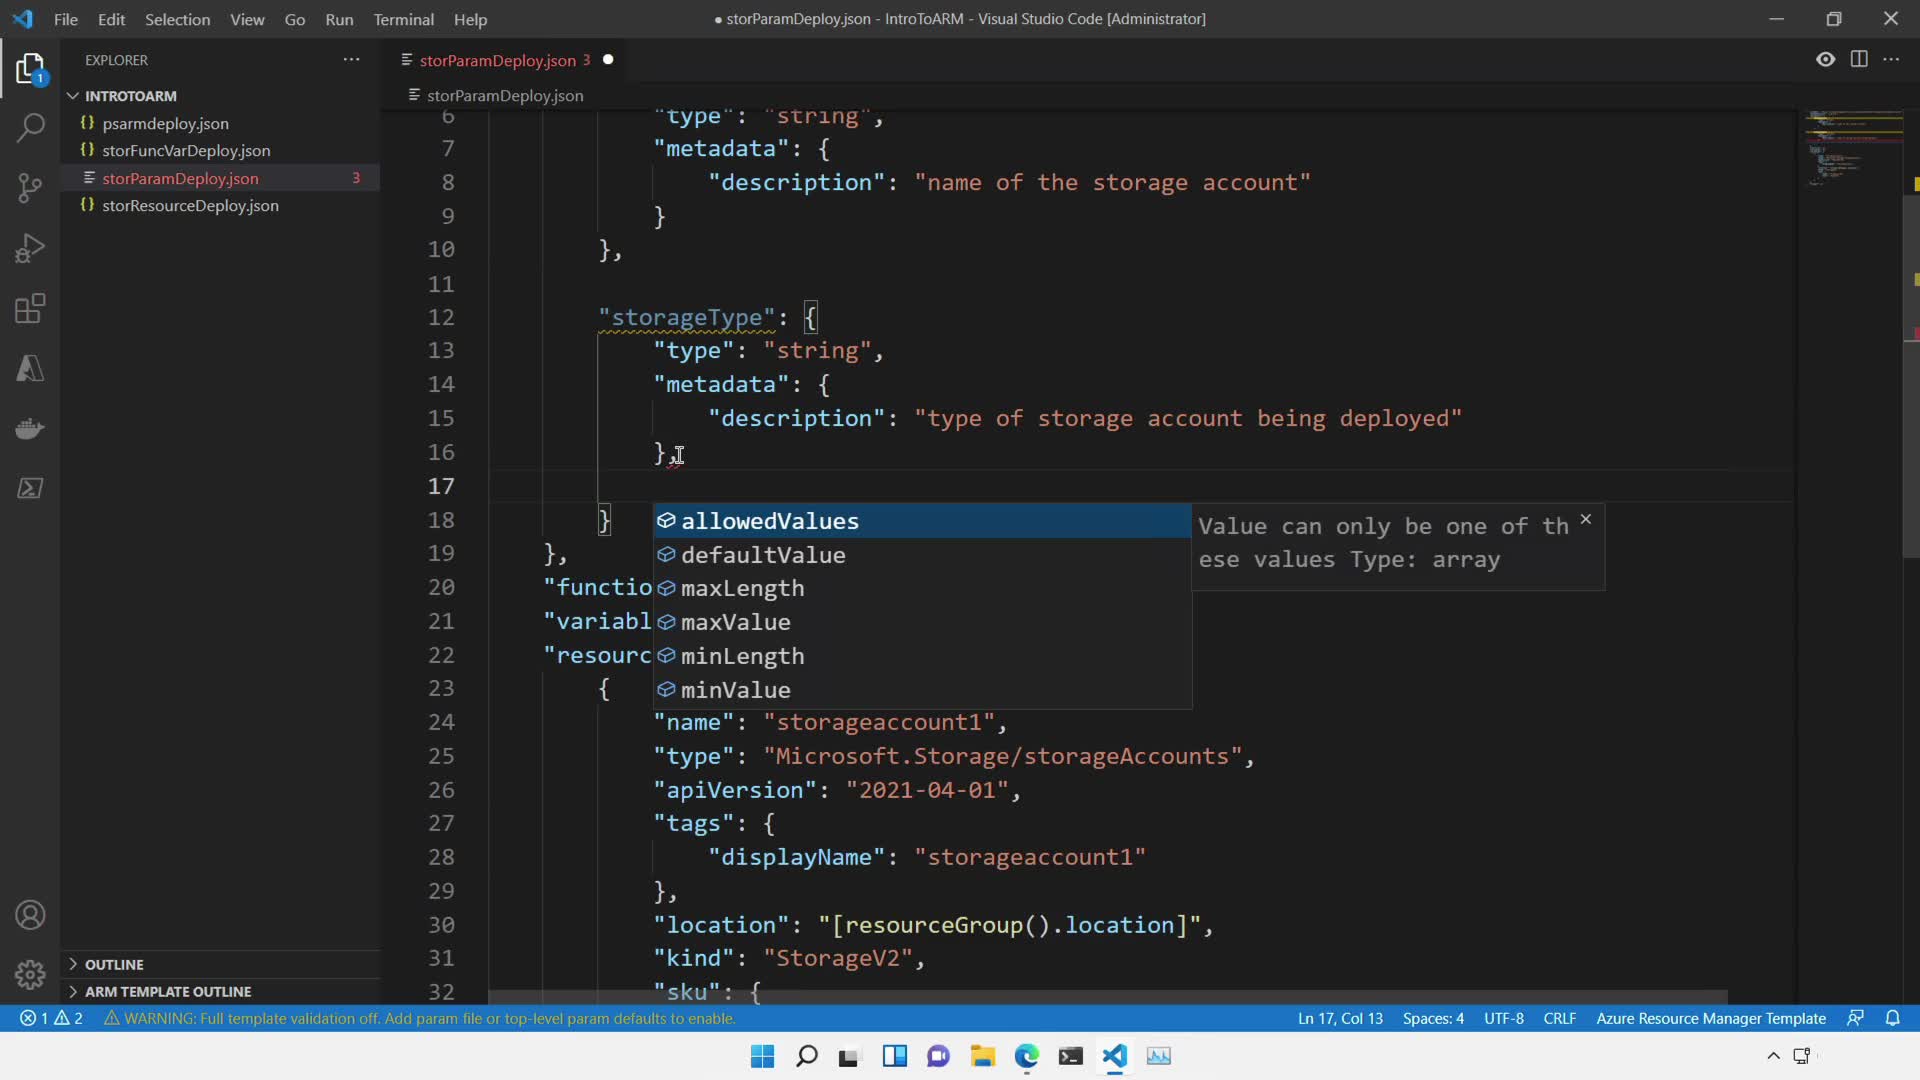 File Edit Selection View Go Run Terminal Help
● storParamDeploy.json - IntroToARM - Visual Studio Code [Administrator]
EXPLORER
INTROTOARM
psarmdeploy.json
storFuncVarDeploy.json
storParamDeploy.json 3
storResourceDeploy.json
OUTLINE
ARM TEMPLATE OUTLINE
1
storParamDeploy.json 3
storParamDeploy.json
6 "type": "string",
7 "metadata": {
8 "description": "name of the storage account"
9 }
10 },
11
12 "storageType": {
13 "type": "string",
14 "metadata": {
15 "description": "type of storage account being deployed"
16 },
17
18 }
19 },
20 "functio
21 "variabl
22 "resourc
23 {
24 "name": "storageaccount1",
25 "type": "Microsoft.Storage/storageAccounts",
26 "apiVersion": "2021-04-01",
27 "tags": {
28 "displayName": "storageaccount1"
29 },
30 "location": "[resourceGroup().location]",
31 "kind": "StorageV2",
32 "sku": {
allowedValues
defaultValue
maxLength
maxValue
minLength
minValue
Value can only be one of th
ese values Type: array
1 2 WARNING: Full template validation off. Add param file or top-level param defaults to enable.
Ln 17, Col 13 Spaces: 4 UTF-8 CRLF Azure Resource Manager Template